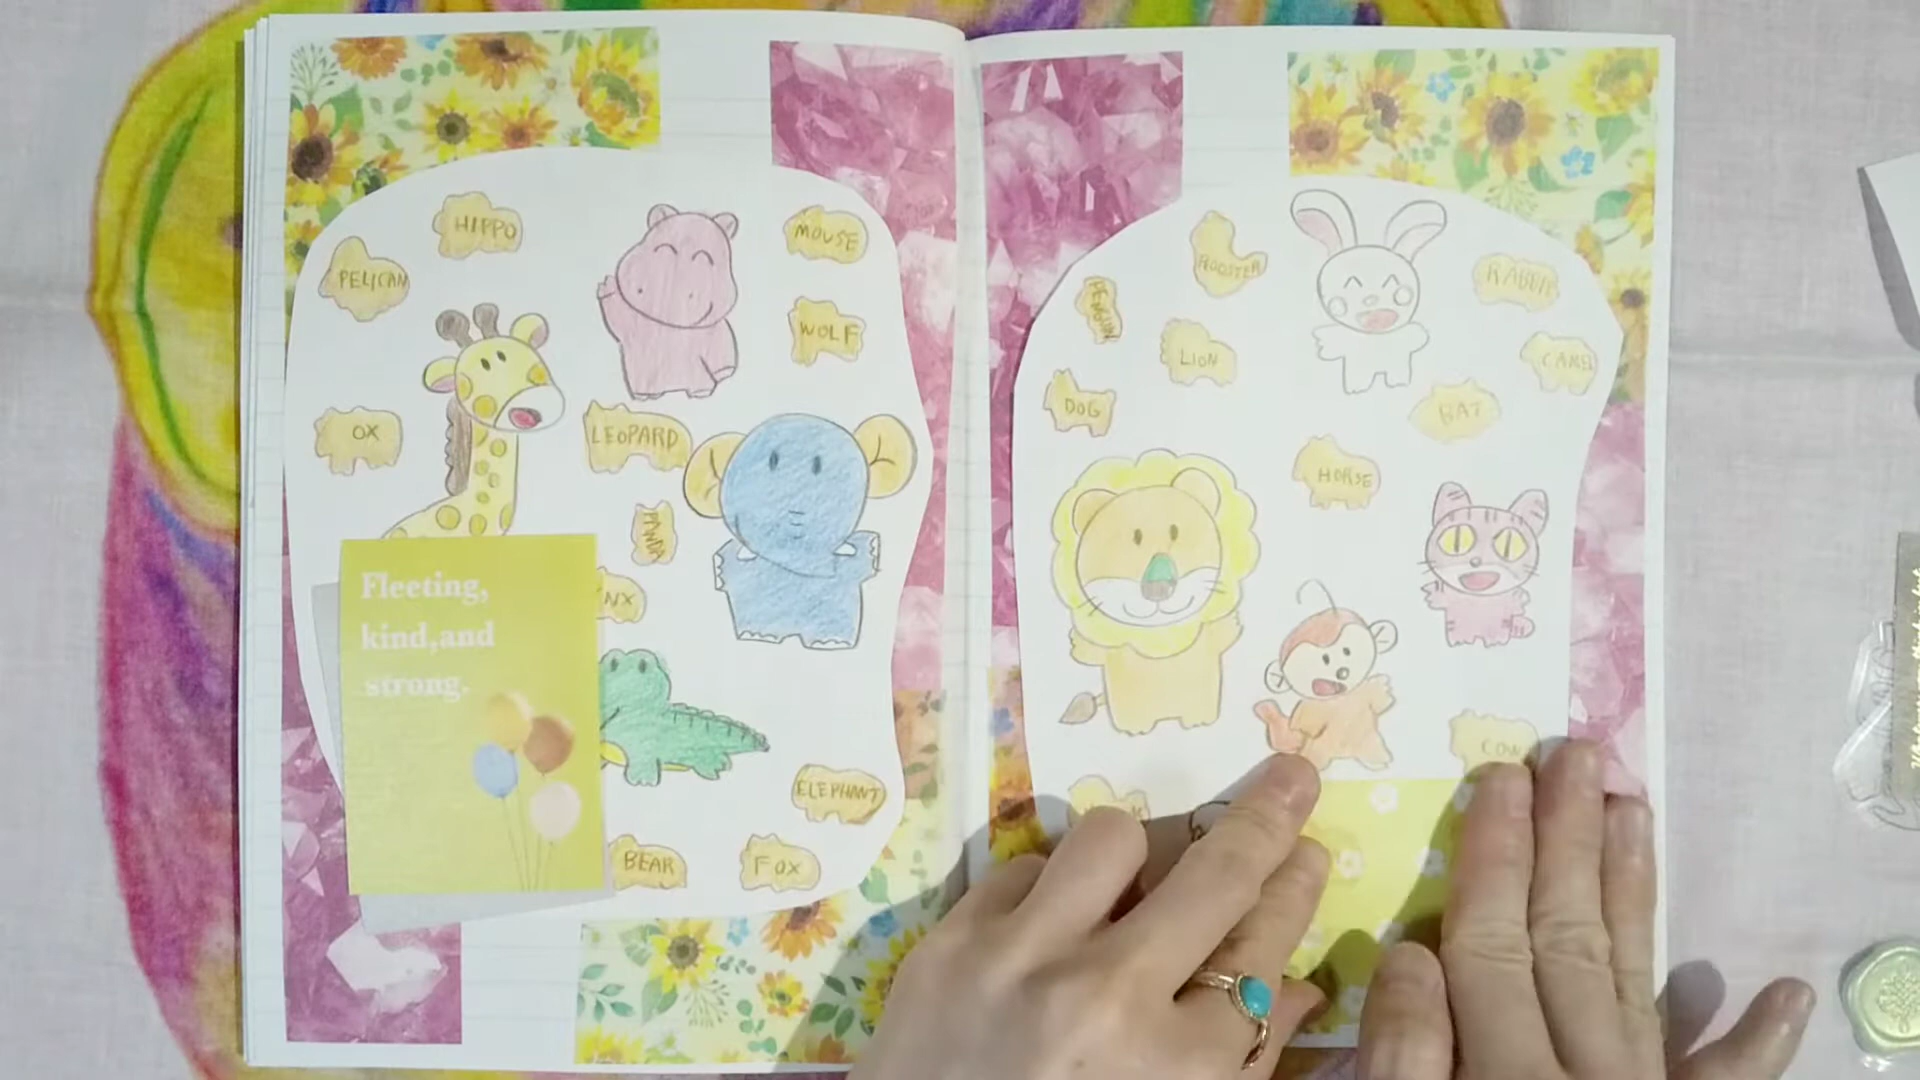 HIPPO
MOUSE
PELICAN
WOLF
OX
LEOPARD
PANDA
NX
Fleeting,
kind,and
strong.
ELEPHANT
BEAR
FOX
ROOSTER
RABBIT
PENGUIN
LION
CAMEL
DOG
BAT
HORSE
COW